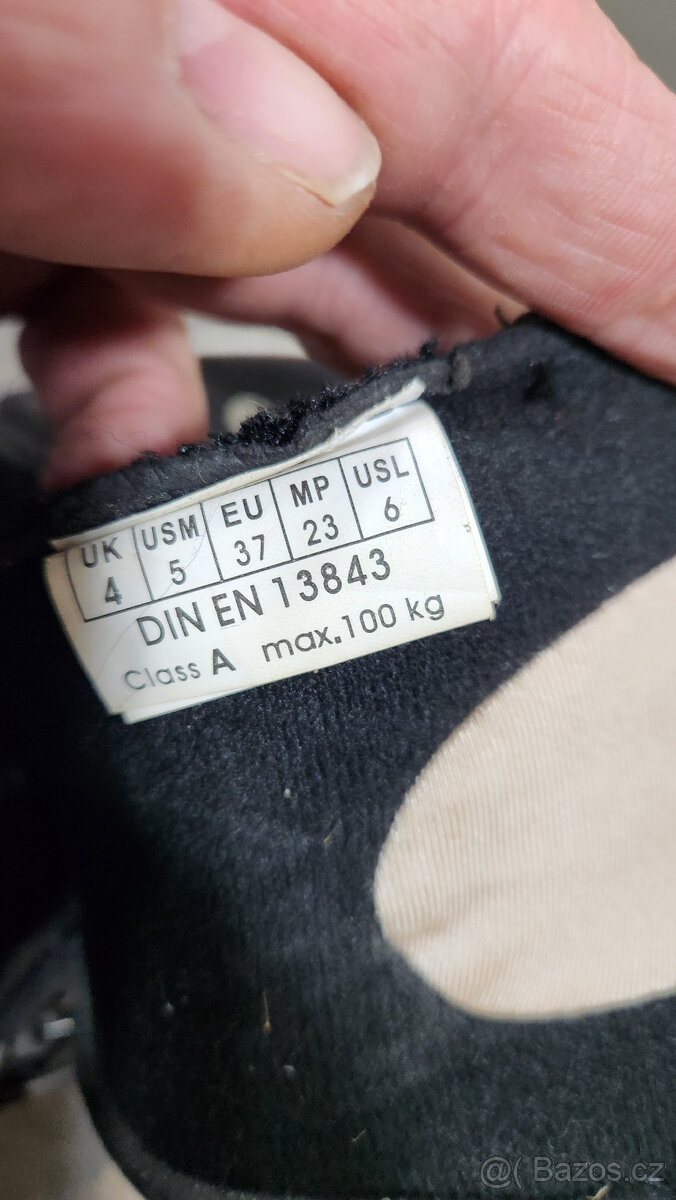 UK USM EU MP USL
4 5 37 23 6
DIN EN 13843
Class A max.100 kg
@( Bazos.cz